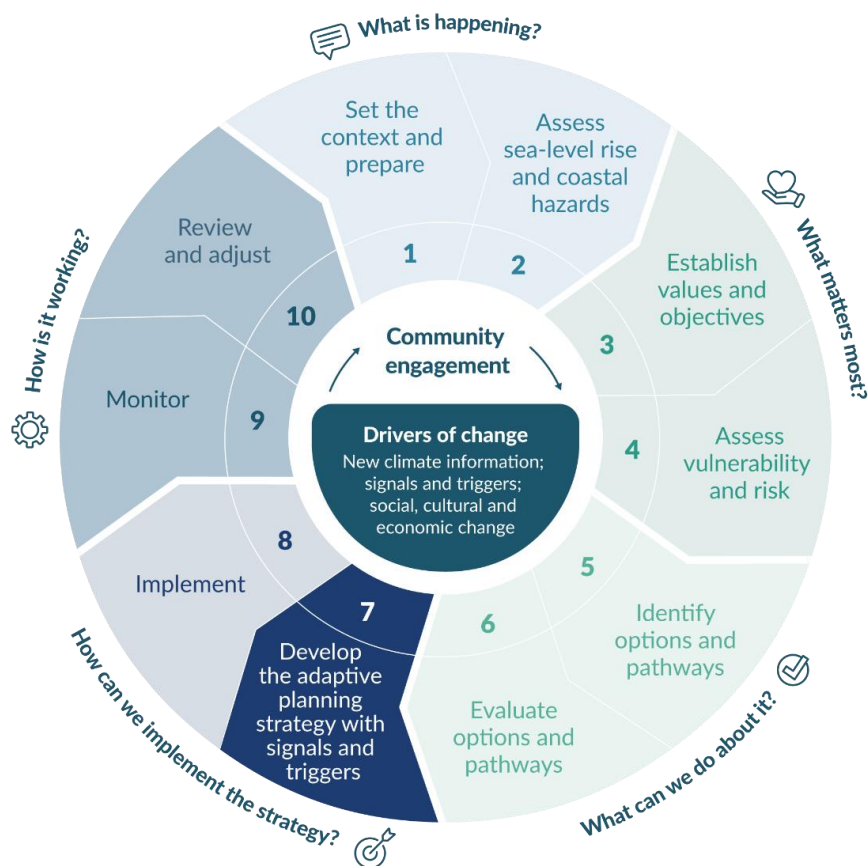 What is happening?
Set the
context and
prepare
1
Assess
sea-level rise
and coastal
hazards
2
What matters most?
Establish
values and
objectives
3
Assess
vulnerability
and risk
4
What can we do about it?
Identify
options and
pathways
5
Evaluate
options and
pathways
6
How can we implement the strategy?
7
Develop
the adaptive
planning
strategy with
signals and
triggers
8
Implement
How is it working?
Monitor
9
Review
and adjust
10
Community
engagement
Drivers of change
New climate information;
signals and triggers;
social, cultural and
economic change